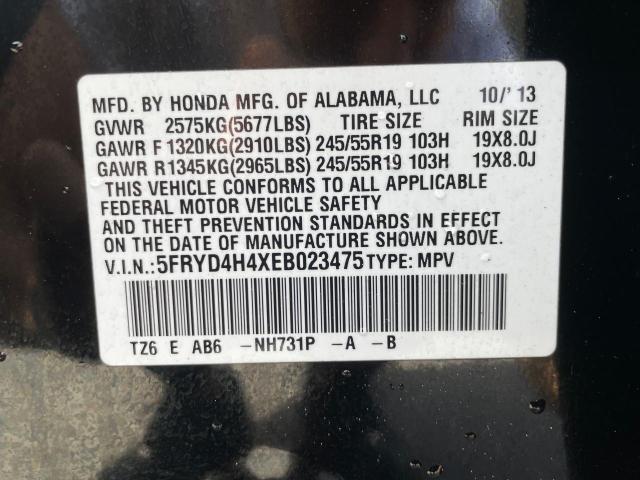 MFD. BY HONDA MFG. OF ALABAMA, LLC 10/'13
GVWR 2575KG(5677LBS) TIRE SIZE RIM SIZE
GAWR F 1320KG(2910LBS) 245/55R19 103H 19X8.0J
GAWR R1345KG(2965LBS) 245/55R19 103H 19X8.0J
THIS VEHICLE CONFORMS TO ALL APPLICABLE
FEDERAL MOTOR VEHICLE SAFETY
AND THEFT PREVENTION STANDARDS IN EFFECT
ON THE DATE OF MANUFACTURE SHOWN ABOVE.
V.I.N.:5FRYD4H4XEB023475 TYPE: MPV
TZ6 E AB6 -NH731P -A -B